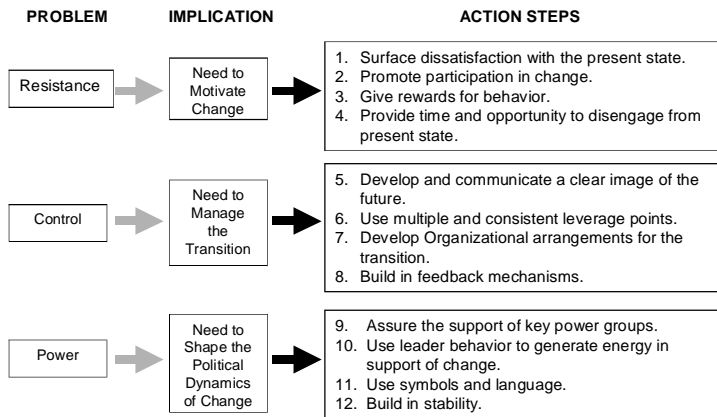 PROBLEM IMPLICATION ACTION STEPS
Resistance
Need to
Motivate
Change
1. Surface dissatisfaction with the present state.
2. Promote participation in change.
3. Give rewards for behavior.
4. Provide time and opportunity to disengage from
present state.
Control
Need to
Manage
the
Transition
5. Develop and communicate a clear image of the
future.
6. Use multiple and consistent leverage points.
7. Develop Organizational arrangements for the
transition.
8. Build in feedback mechanisms.
Power
Need to
Shape the
Political
Dynamics
of Change
9. Assure the support of key power groups.
10. Use leader behavior to generate energy in
support of change.
11. Use symbols and language.
12. Build in stability.